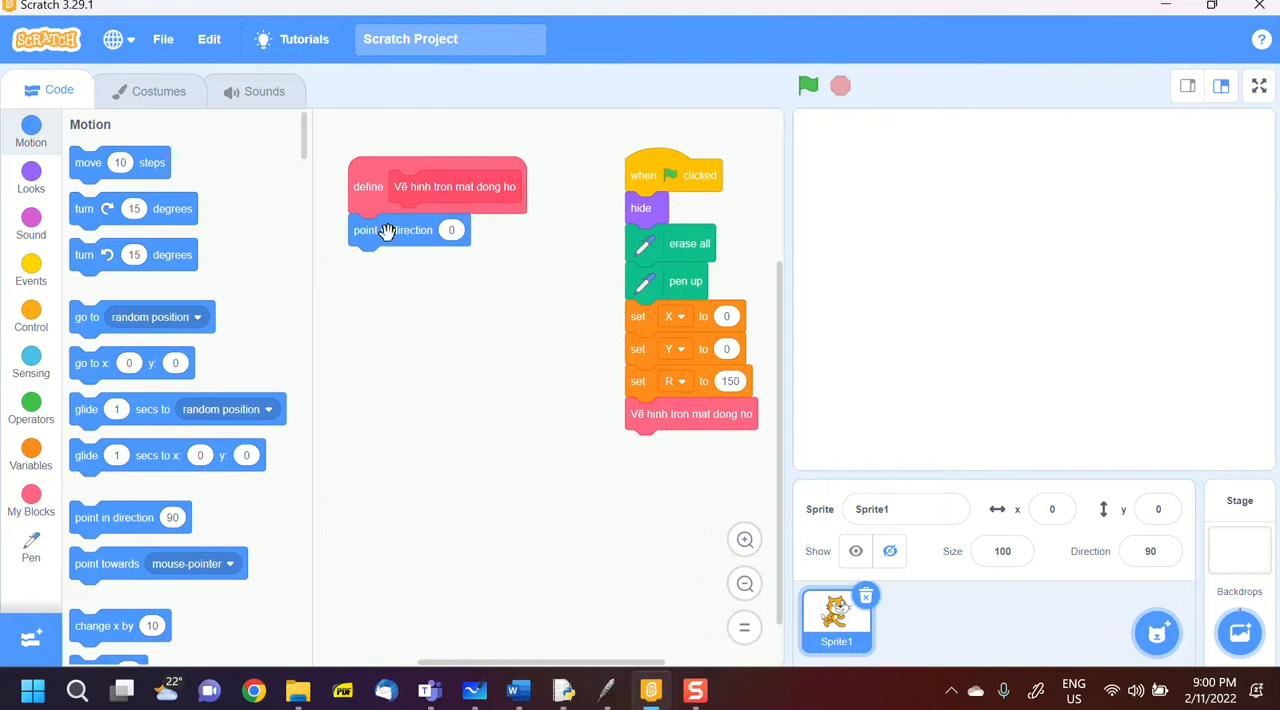 Scratch 3.29.1
SCRATCH
File
Edit
Tutorials
Scratch Project
?
Code
Costumes
Sounds
Motion
Looks
Sound
Events
Control
Sensing
Operators
Variables
My Blocks
Pen
Motion
move 10 steps
turn 15 degrees
turn 15 degrees
go to random position
go to x: 0 y: 0
glide 1 secs to random position
glide 1 secs to x: 0 y: 0
point in direction 90
point towards mouse-pointer
change x by 10
define Vẽ hinh tron mat dong ho
point direction 0
when clicked
hide
erase all
pen up
set X to 0
set Y to 0
set R to 150
Vẽ hinh tron mat dong ho
Sprite Sprite1 x 0 y 0
Show Size 100 Direction 90
Sprite1
Stage
Backdrops
22°
PDF
ENG
US
9:00 PM
2/11/2022